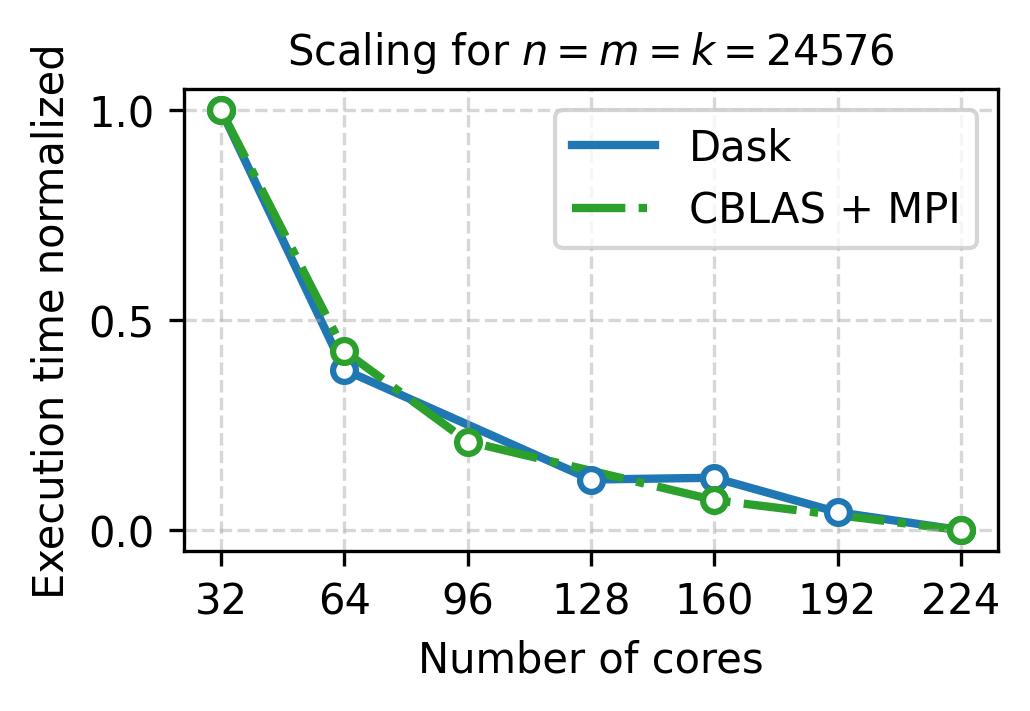 Scaling for n = m = k = 24576
Execution time normalized
1.0
0.5
0.0
Dask
CBLAS + MPI
32 64 96 128 160 192 224
Number of cores